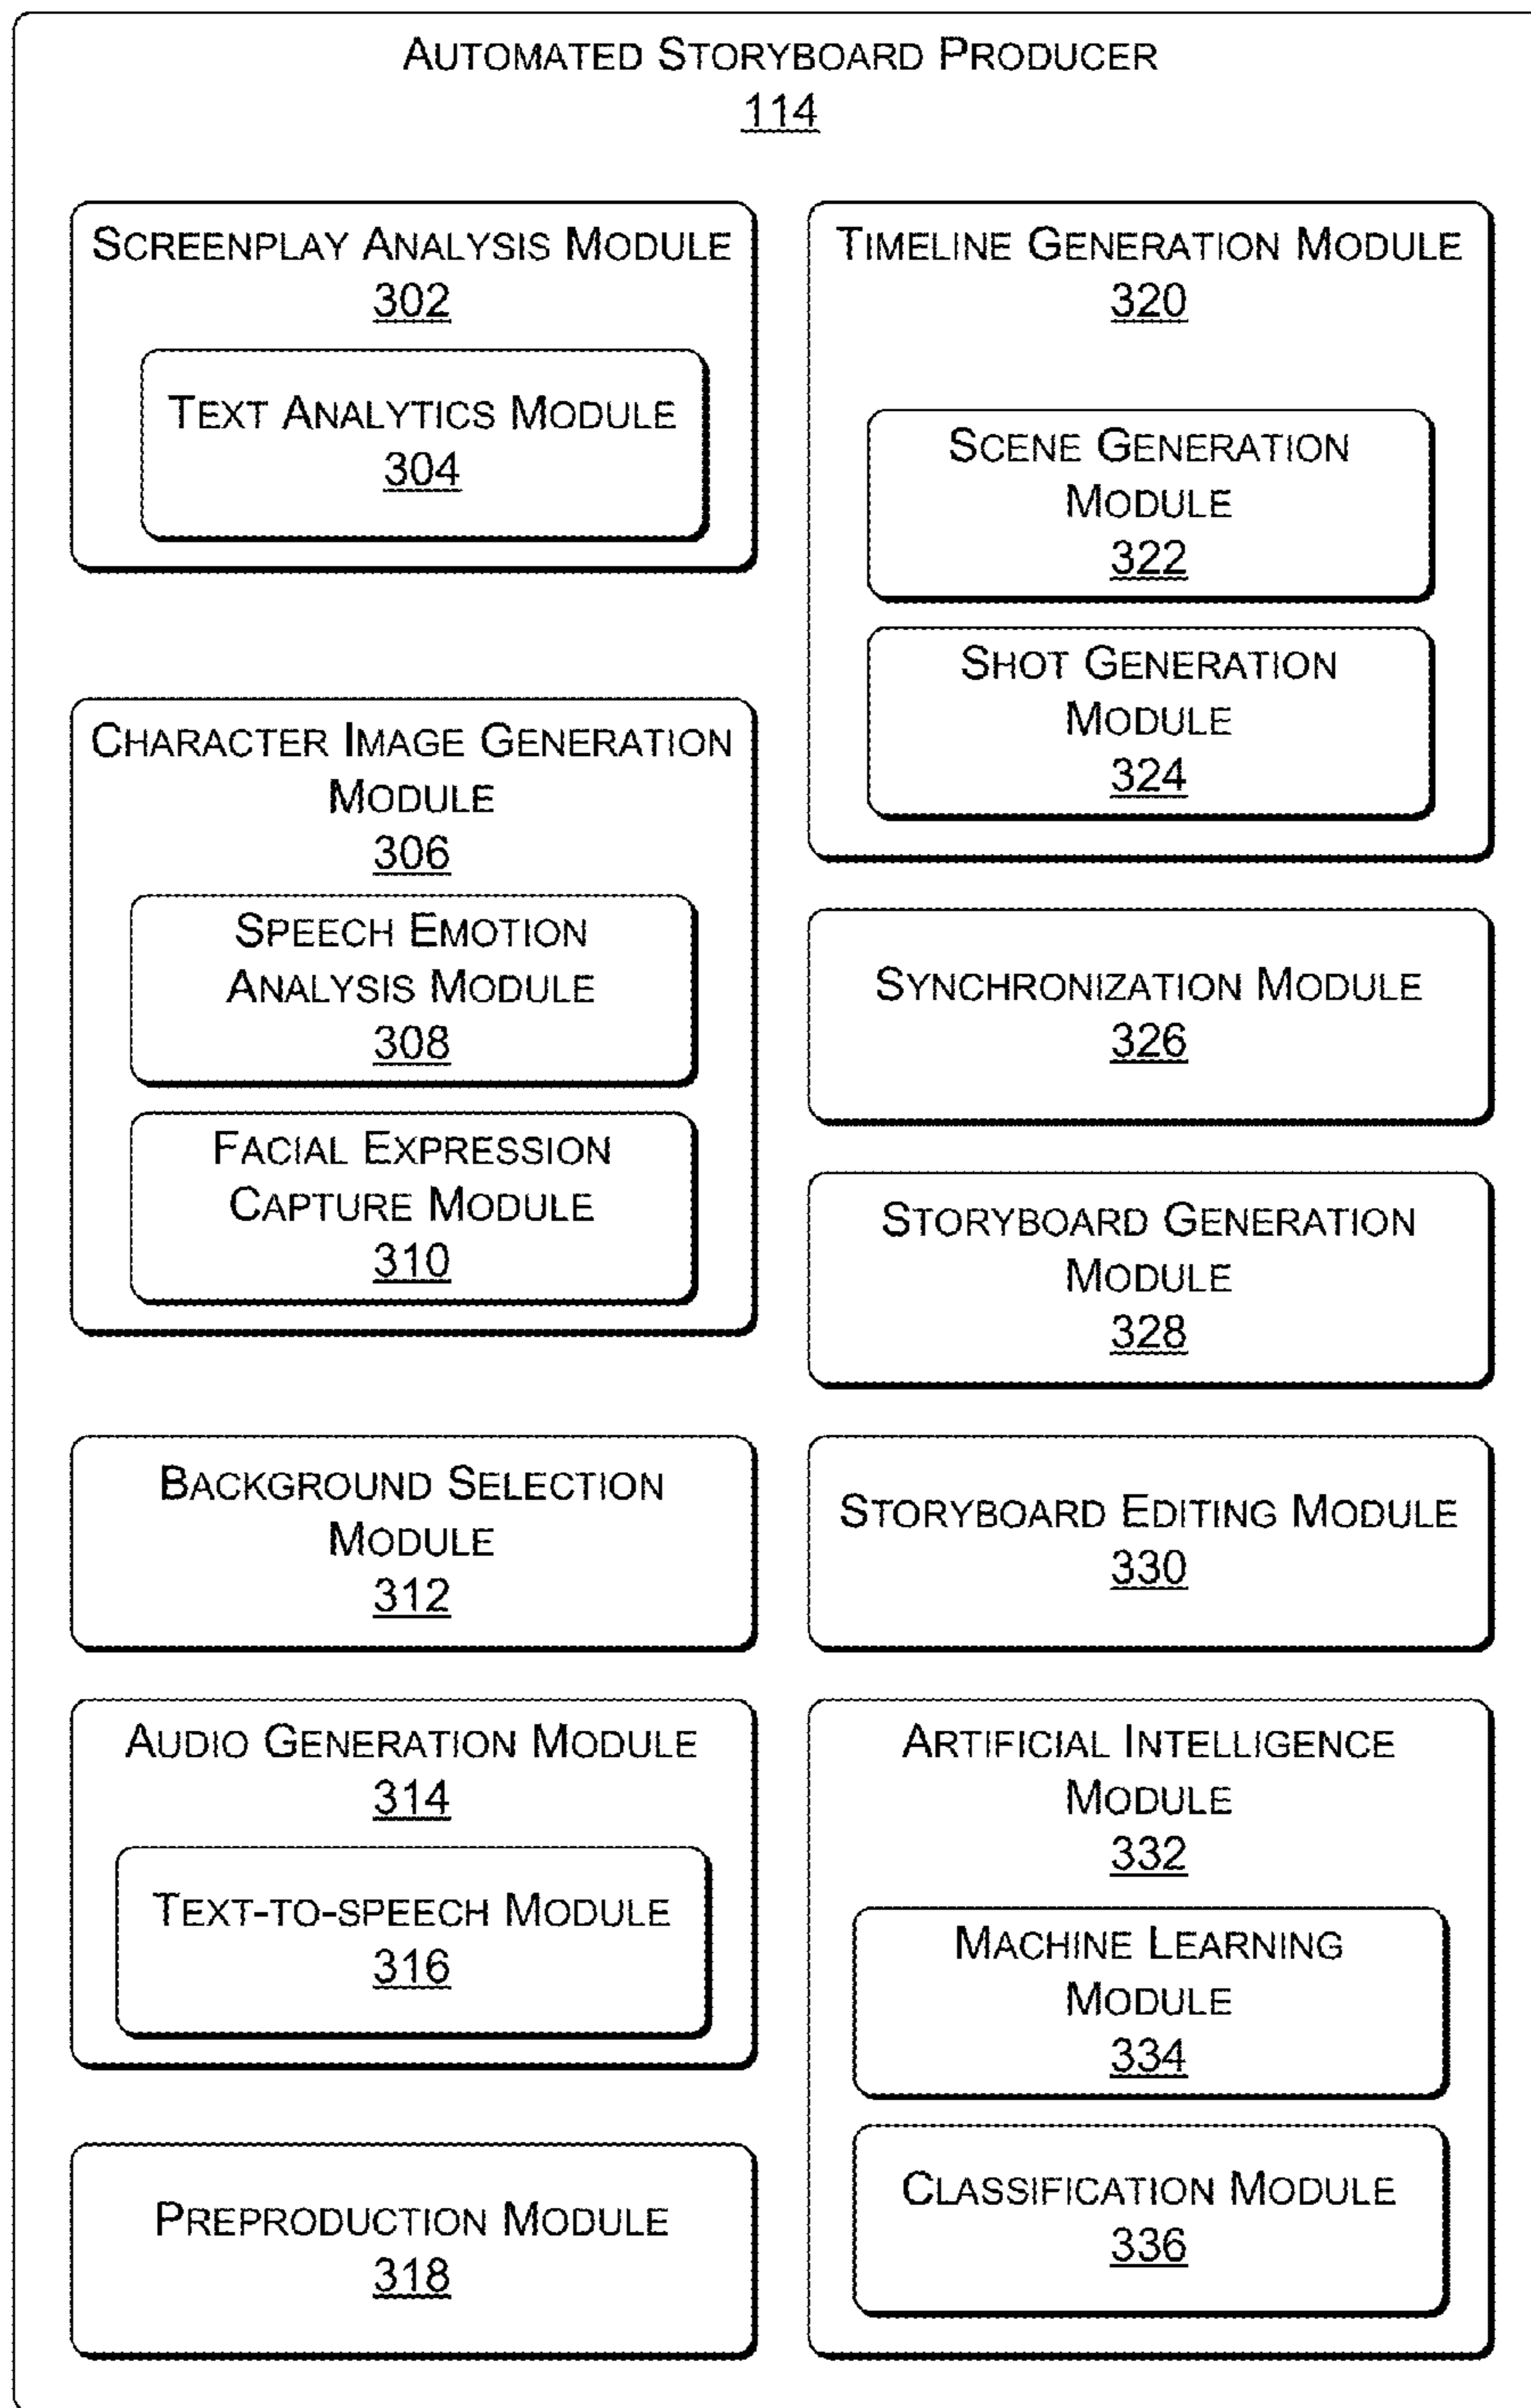 AUTOMATED STORYBOARD PRODUCER
114
SCREENPLAY ANALYSIS MODULE
302
TEXT ANALYTICS MODULE
304
CHARACTER IMAGE GENERATION
MODULE
306
SPEECH EMOTION
ANALYSIS MODULE
308
FACIAL EXPRESSION
CAPTURE MODULE
310
BACKGROUND SELECTION
MODULE
312
AUDIO GENERATION MODULE
314
TEXT-TO-SPEECH MODULE
316
PREPRODUCTION MODULE
318
TIMELINE GENERATION MODULE
320
SCENE GENERATION
MODULE
322
SHOT GENERATION
MODULE
324
SYNCHRONIZATION MODULE
326
STORYBOARD GENERATION
MODULE
328
STORYBOARD EDITING MODULE
330
ARTIFICIAL INTELLIGENCE
MODULE
332
MACHINE LEARNING
MODULE
334
CLASSIFICATION MODULE
336